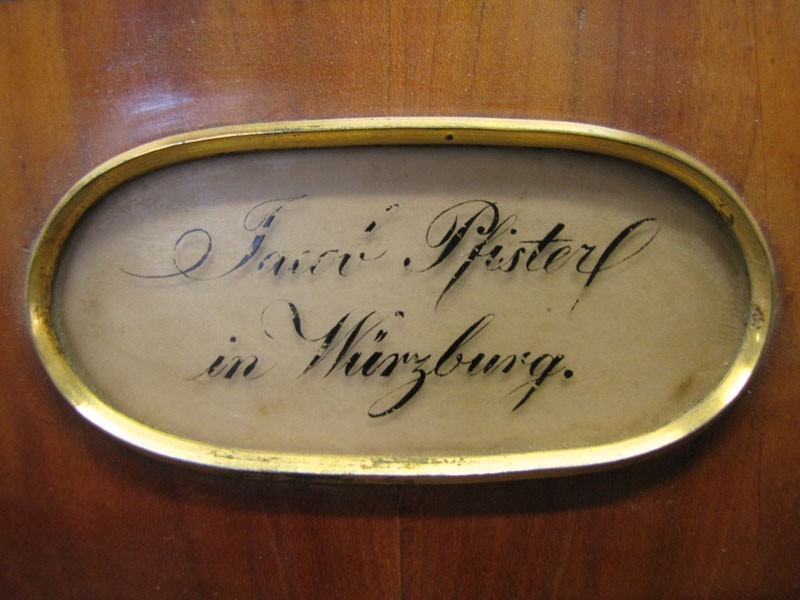 Jacob Pfister
in Würzburg.